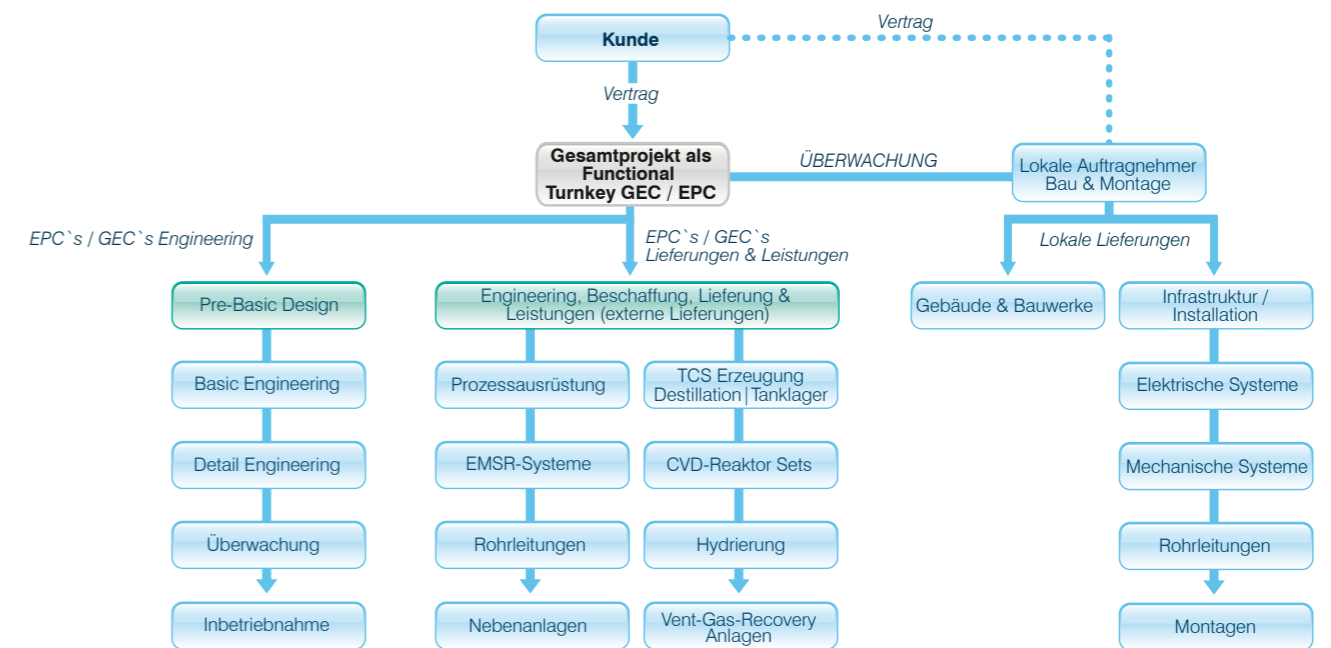 Vertrag
Kunde
Vertrag
Gesamtprojekt als
Functional
Turnkey GEC / EPC
ÜBERWACHUNG
Lokale Auftragnehmer
Bau & Montage
EPC`s / GEC`s Engineering
EPC`s / GEC`s
Lieferungen & Leistungen
Lokale Lieferungen
Pre-Basic Design
Engineering, Beschaffung, Lieferung &
Leistungen (externe Lieferungen)
Gebäude & Bauwerke
Infrastruktur /
Installation
Basic Engineering
Prozessausrüstung
TCS Erzeugung
Destillation|Tanklager
Elektrische Systeme
Detail Engineering
EMSR-Systeme
CVD-Reaktor Sets
Mechanische Systeme
Überwachung
Rohrleitungen
Hydrierung
Rohrleitungen
Inbetriebnahme
Nebenanlagen
Vent-Gas-Recovery
Anlagen
Montagen